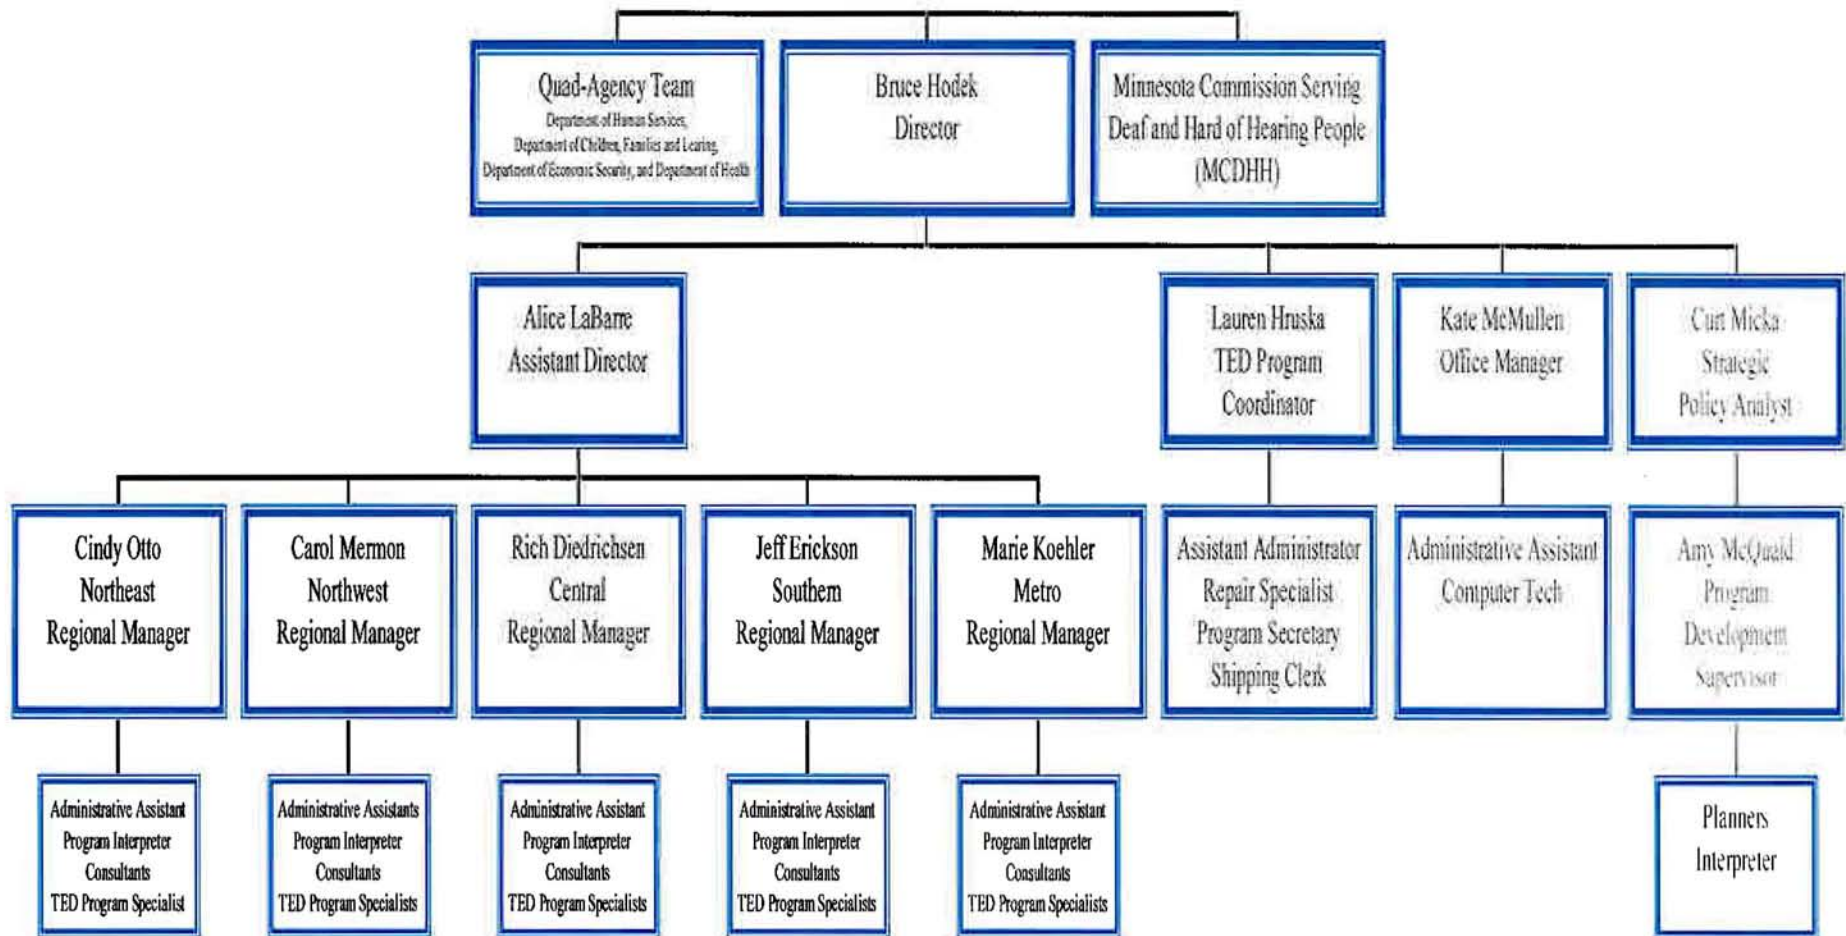 Quad-Agency Team
Department of Human Services,
Department of Children, Families and Learing,
Department of Economic Security, and Department of Health
Bruce Hodek
Director
Minnesota Commission Serving
Deaf and Hard of Hearing People
(MCDHH)
Alice LaBarre
Assistant Director
Lauren Hruska
TED Program
Coordinator
Kate McMullen
Office Manager
Curt Micka
Strategic
Policy Analyst
Cindy Otto
Northeast
Regional Manager
Carol Mermon
Northwest
Regional Manager
Rich Diedrichsen
Central
Regional Manager
Jeff Erickson
Southern
Regional Manager
Marie Koehler
Metro
Regional Manager
Assistant Administrator
Repair Specialist
Program Secretary
Shipping Clerk
Administrative Assistant
Computer Tech
Amy McQuaid
Program
Development
Supervisor
Administrative Assistant
Program Interpreter
Consultants
TED Program Specialist
Administrative Assistants
Program Interpreter
Consultants
TED Program Specialists
Administrative Assistant
Program Interpreter
Consultants
TED Program Specialists
Administrative Assistant
Program Interpreter
Consultants
TED Program Specialists
Administrative Assistant
Program Interpreter
Consultants
TED Program Specialists
Planners
Interpreter